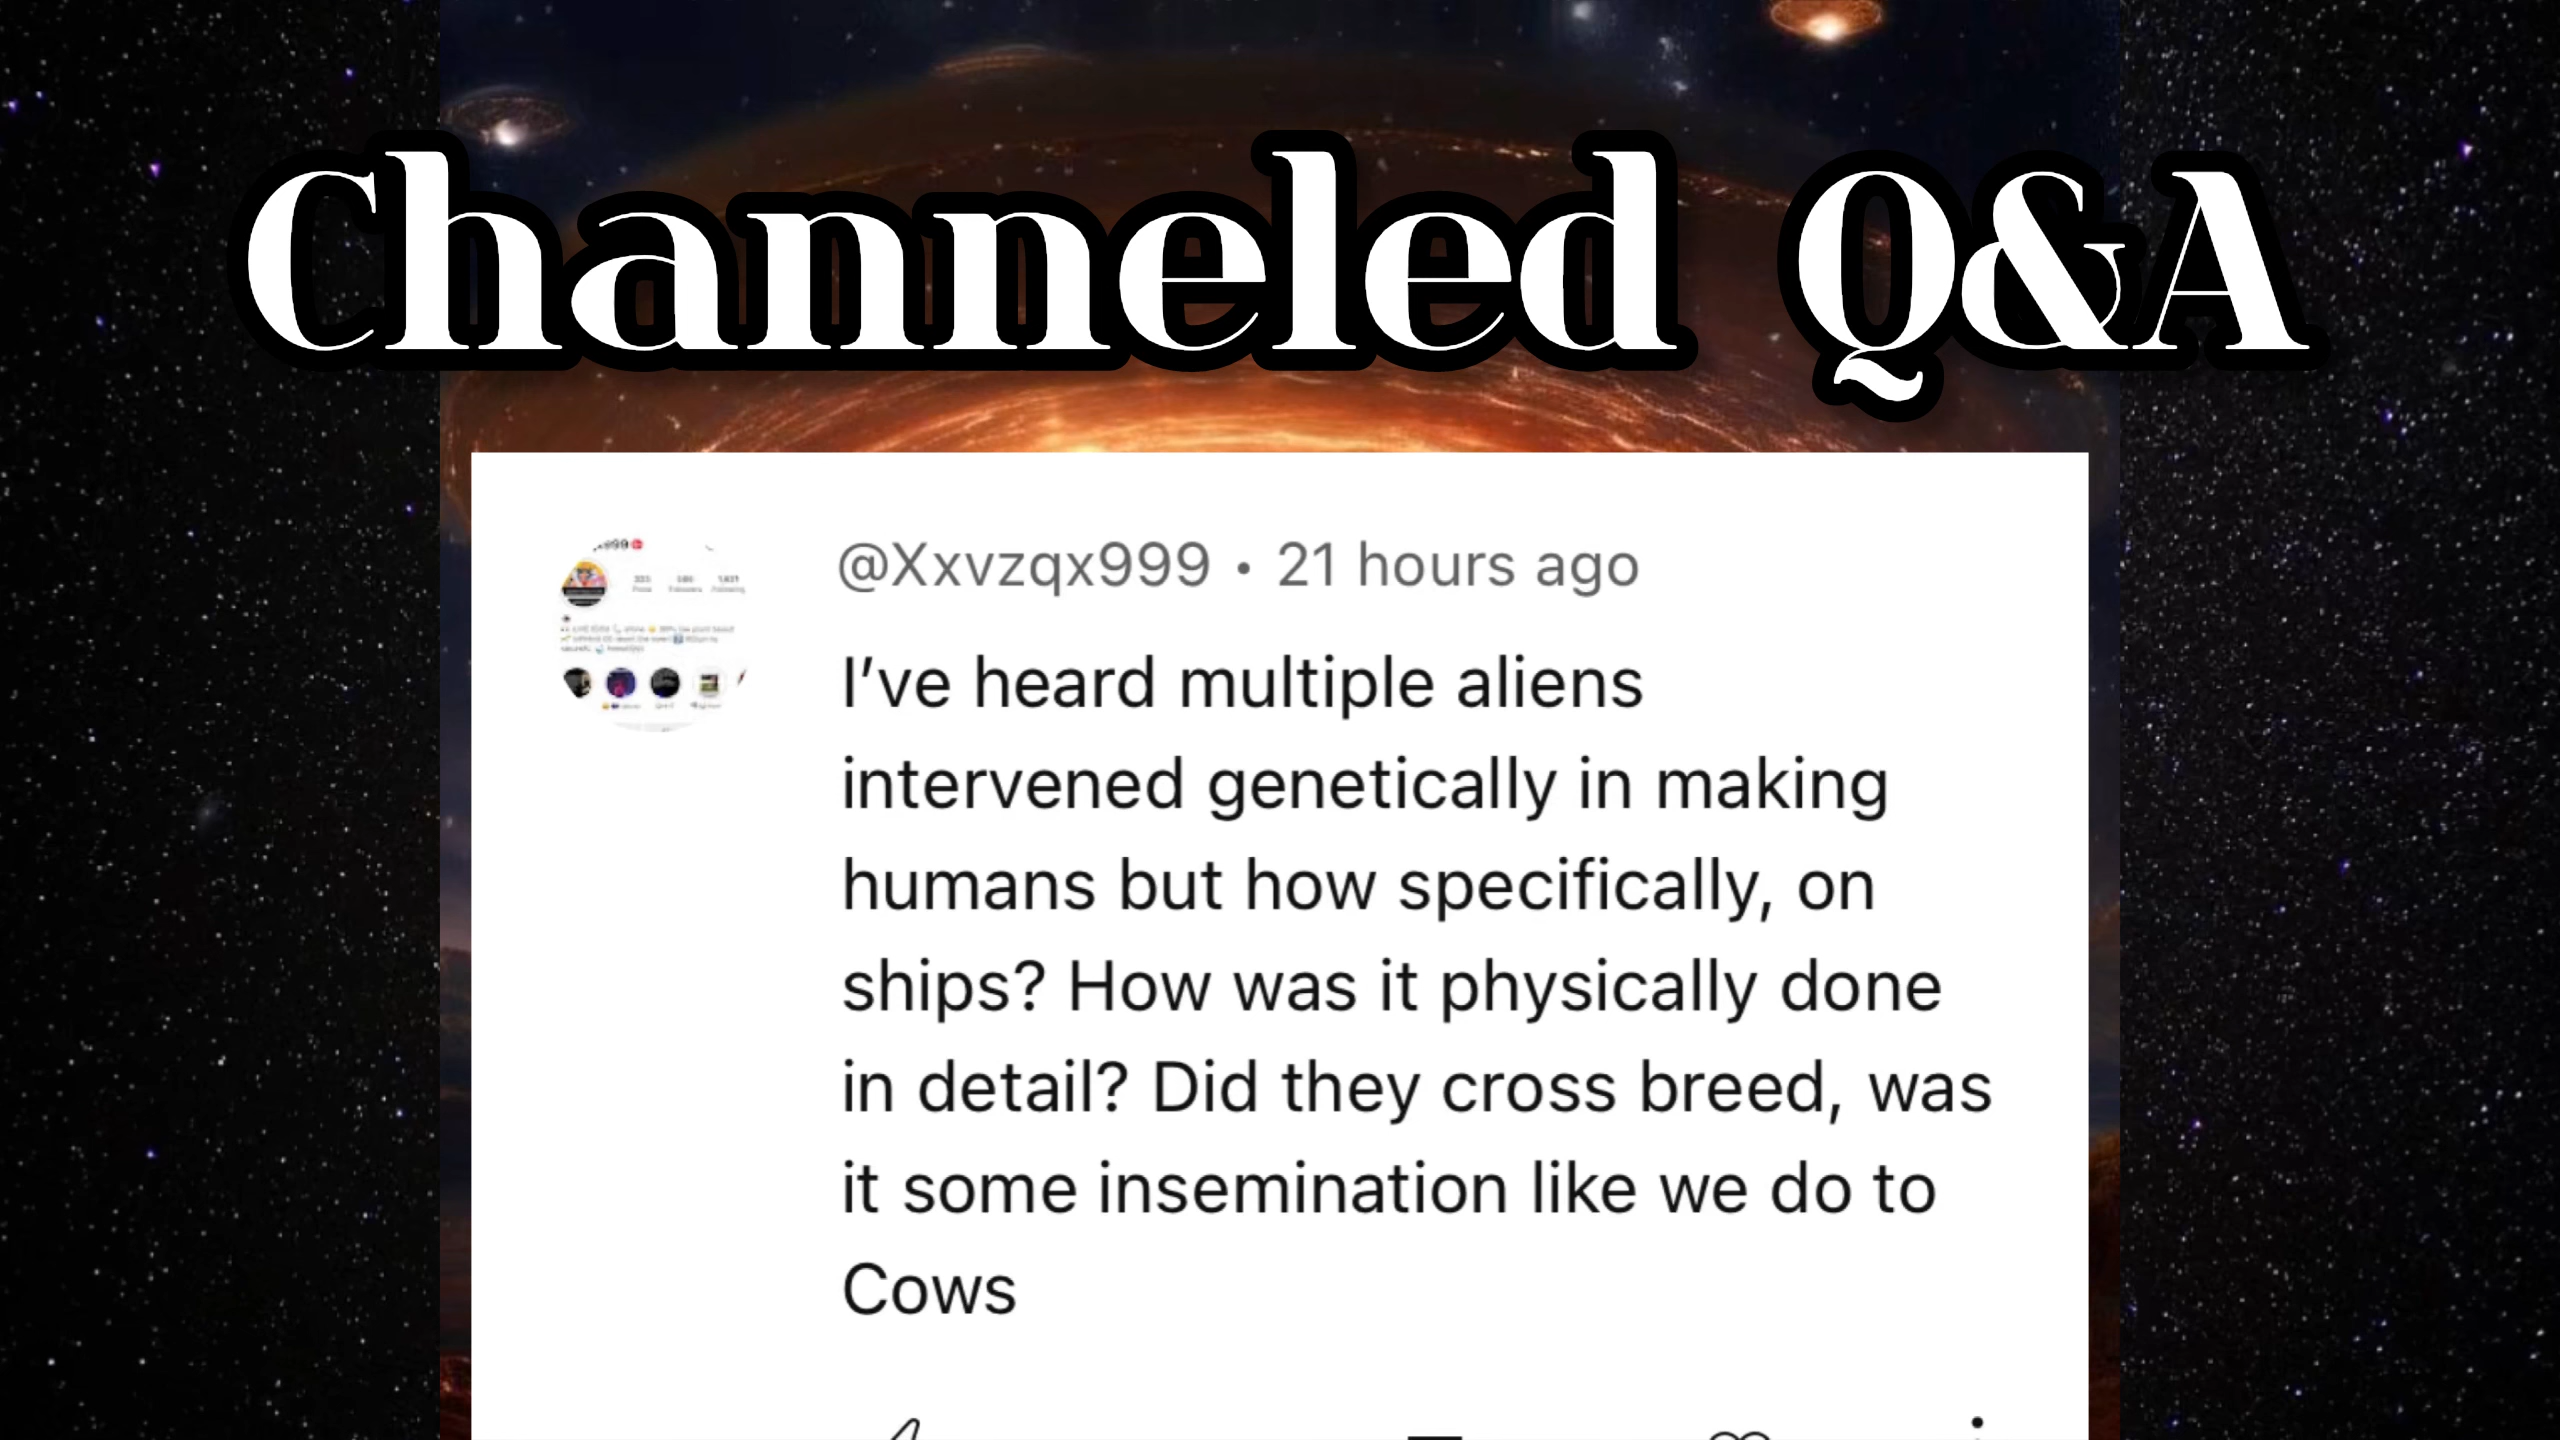 Channeled Q&A
@Xxvzqx999 • 21 hours ago
I’ve heard multiple aliens
intervened genetically in making
humans but how specifically, on
ships? How was it physically done
in detail? Did they cross breed, was
it some insemination like we do to
Cows